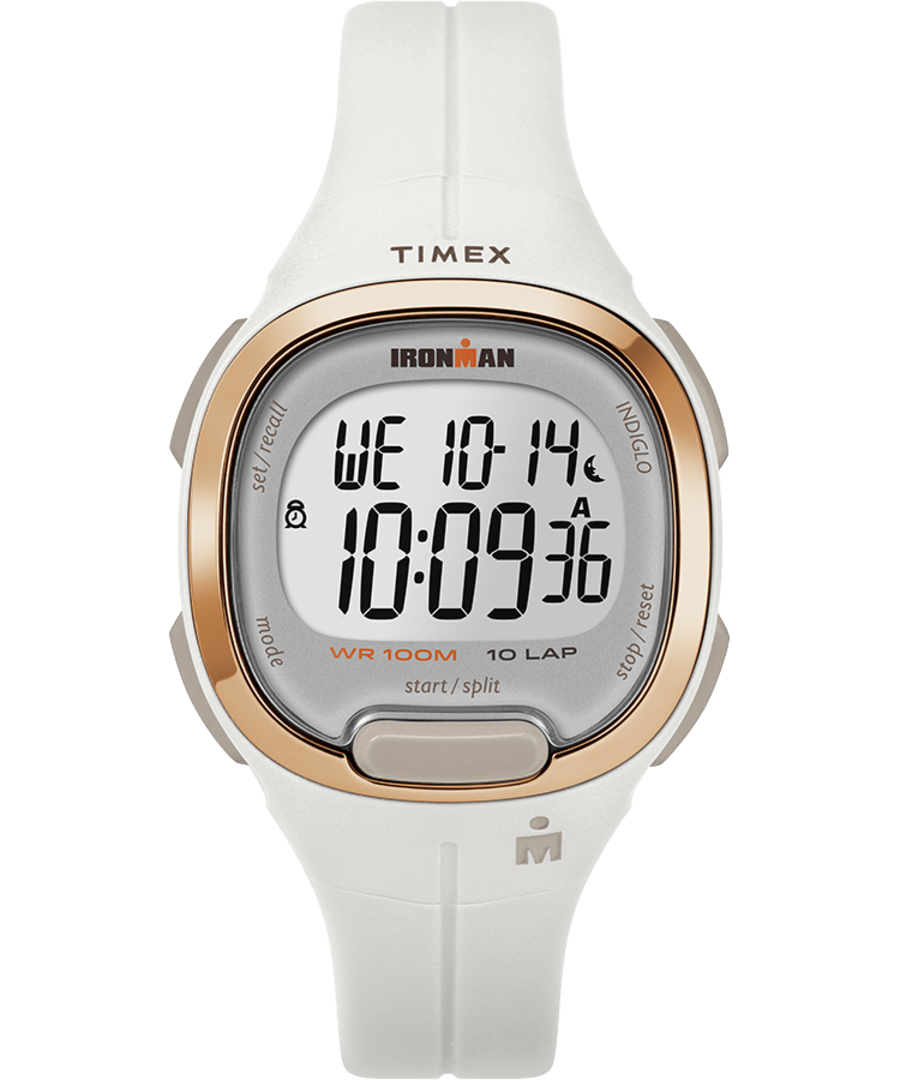 TIMEX
IRONMAN
set/recall
INDIGLO
WE 10-14
A
10:09 36
mode
stop/reset
WR 100M 10 LAP
start/split
M